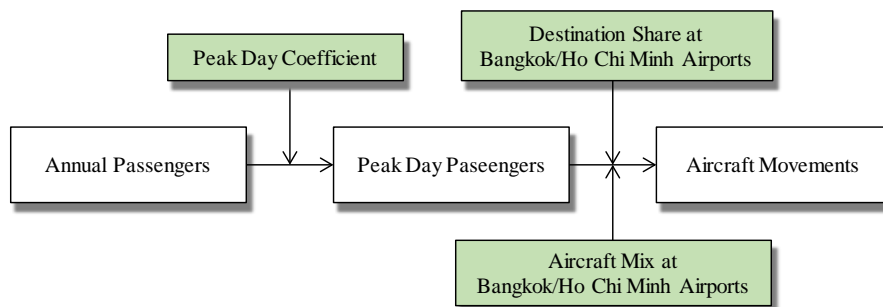 Peak Day Coefficient
Destination Share at
Bangkok/Ho Chi Minh Airports
Annual Passengers
Peak Day Paseengers
Aircraft Movements
Aircraft Mix at
Bangkok/Ho Chi Minh Airports